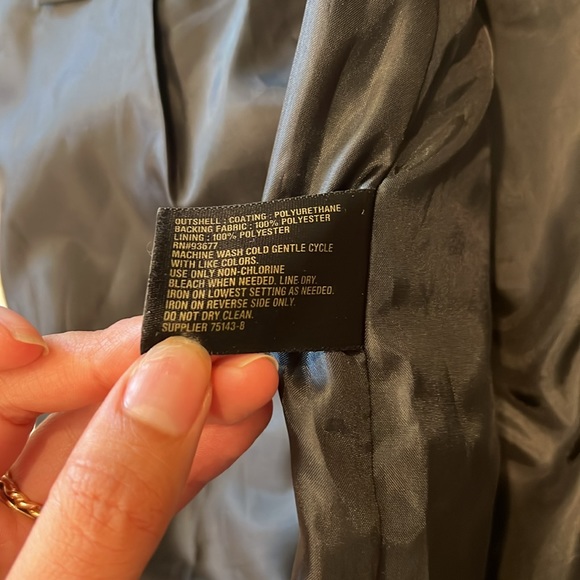 OUTSHELL : COATING : POLYURETHANE
BACKING FABRIC : 100% POLYESTER
LINING : 100% POLYESTER
RN#93677
MACHINE WASH COLD GENTLE CYCLE
WITH LIKE COLORS.
USE ONLY NON-CHLORINE
BLEACH WHEN NEEDED. LINE DRY.
IRON ON LOWEST SETTING AS NEEDED.
IRON ON REVERSE SIDE ONLY.
DO NOT DRY CLEAN.
SUPPLIER 75143-B